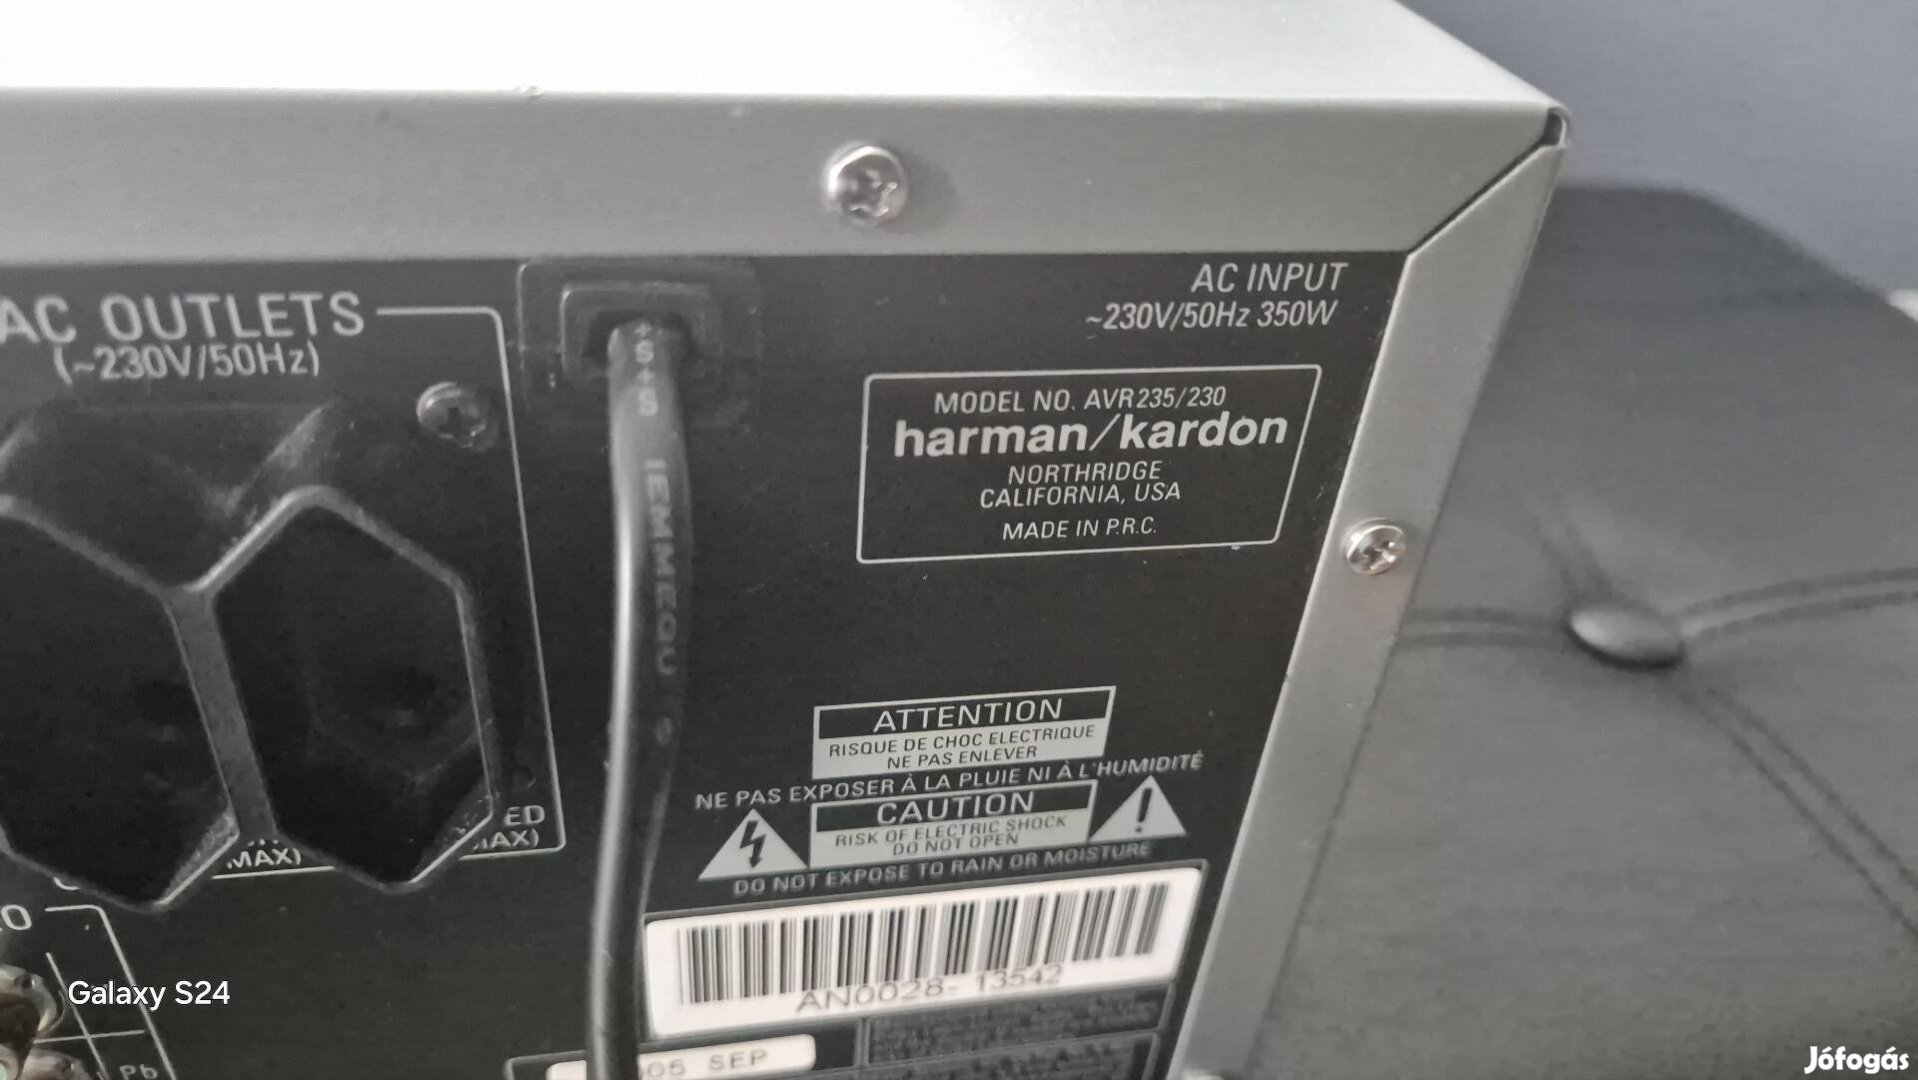 AC OUTLETS
(~230V/50Hz)
AC INPUT
~230V/50Hz 350W
MODEL NO. AVR235/230
harman/kardon
NORTHRIDGE
CALIFORNIA, USA
MADE IN P.R.C.
+S+S IEMMEQU
ATTENTION
RISQUE DE CHOC ELECTRIQUE
NE PAS ENLEVER
NE PAS EXPOSER À LA PLUIE NI À L'HUMIDITÉ
CAUTION
RISK OF ELECTRIC SHOCK
DO NOT OPEN
DO NOT EXPOSE TO RAIN OR MOISTURE
AN0028-13542
005 SEP
Pb
Galaxy S24
Jófogás